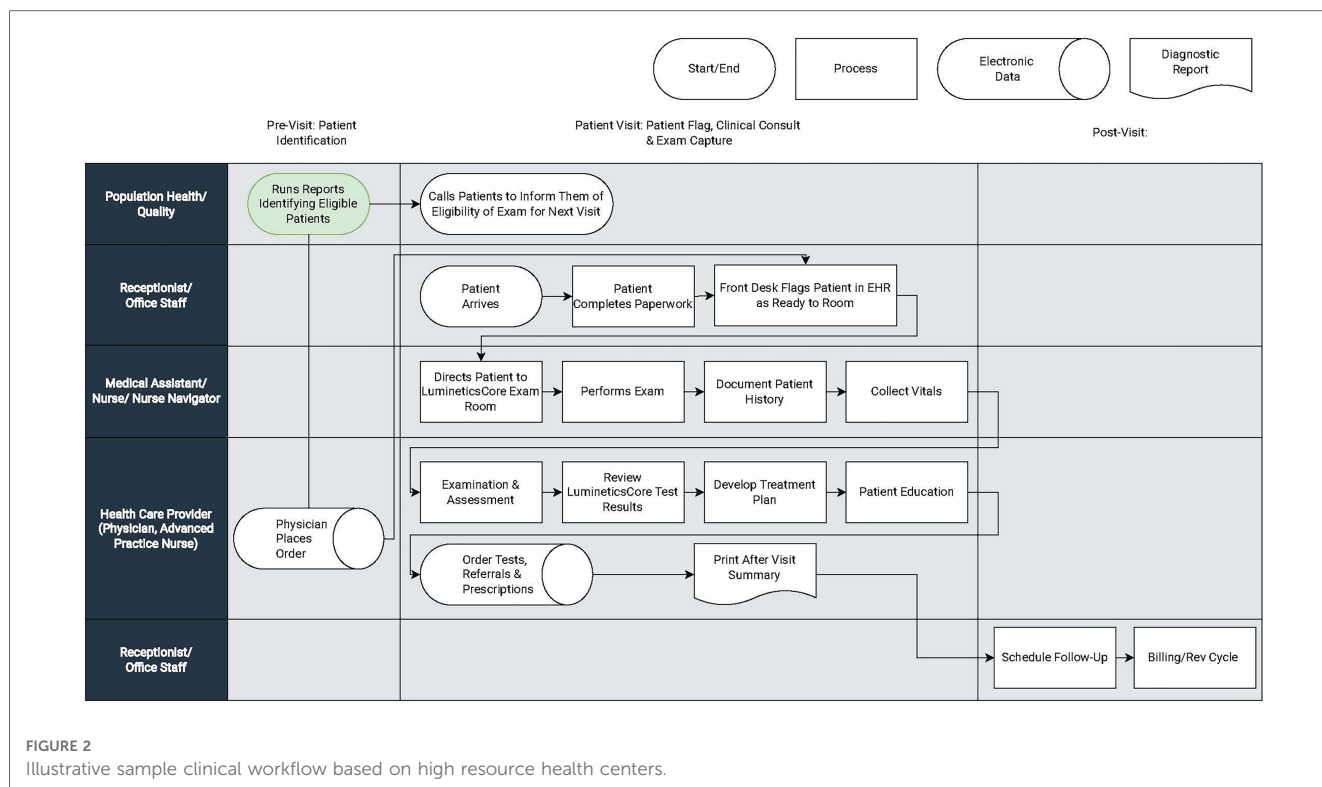 Start/End
Process
Electronic
Data
Diagnostic
Report
Pre-Visit: Patient
Identification
Patient Visit: Patient Flag, Clinical Consult
& Exam Capture
Post-Visit:
Population Health/
Quality
Runs Reports
Identifying Eligible
Patients
Calls Patients to Inform Them of
Eligibility of Exam for Next Visit
Receptionist/
Office Staff
Patient
Arrives
Patient
Completes Paperwork
Front Desk Flags Patient in EHR
as Ready to Room
Medical Assistant/
Nurse/ Nurse Navigator
Directs Patient to
LumineticsCore Exam
Room
Performs Exam
Document Patient
History
Collect Vitals
Health Care Provider
(Physician, Advanced
Practice Nurse)
Physician
Places
Order
Examination &
Assessment
Review
LumineticsCore Test
Results
Develop Treatment
Plan
Patient Education
Order Tests,
Referrals &
Prescriptions
Print After Visit
Summary
Receptionist/
Office Staff
Schedule Follow-Up
Billing/Rev Cycle
FIGURE 2
Illustrative sample clinical workflow based on high resource health centers.